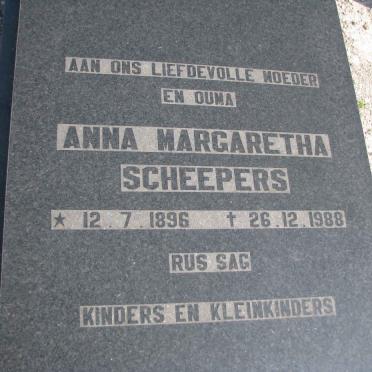 AAN ONS LIEFDEVOLLE MOEDER
EN OUMA
ANNA MARGARETHA
SCHEEPERS
★ 12.7.1896 † 26.12.1988
RUS SAG
KINDERS EN KLEINKINDERS